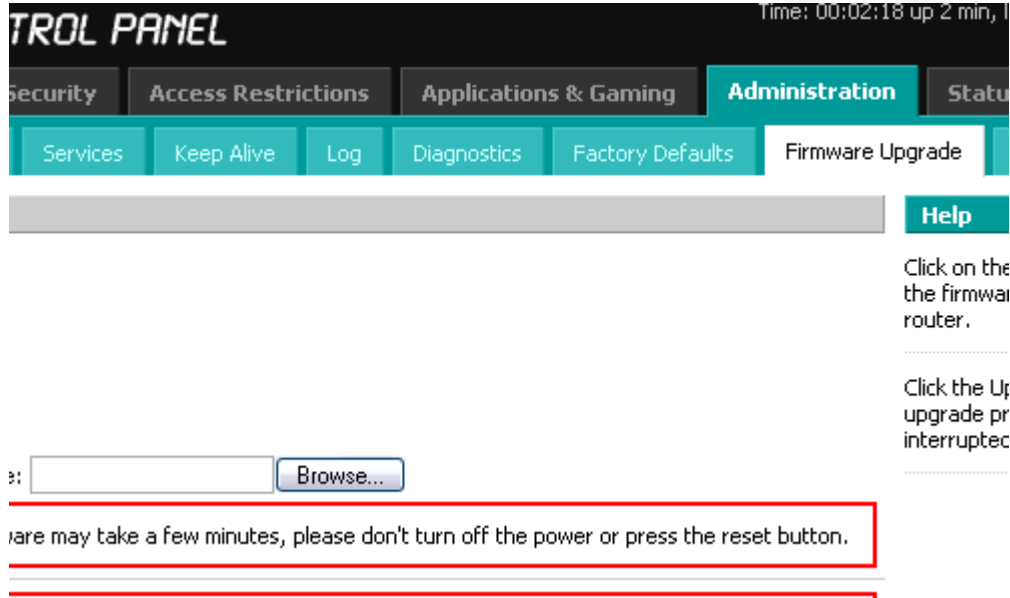 TROL PANEL
Time: 00:02:18 up 2 min,
Security Access Restrictions Applications & Gaming Administration Statu
Services Keep Alive Log Diagnostics Factory Defaults Firmware Upgrade
Help
Click on the
the firmwar
router.
Click the Up
upgrade pr
interrupted
e: Browse...
ware may take a few minutes, please don't turn off the power or press the reset button.